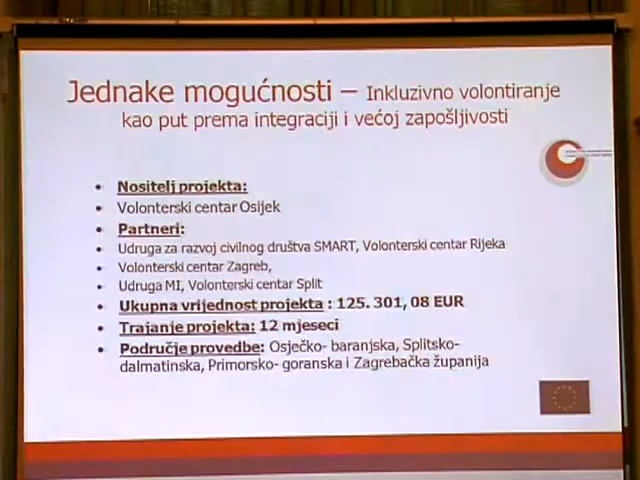 Jednake mogućnosti – Inkluzivno volontiranje
kao put prema integraciji i većoj zapošljivosti
• Nositelj projekta:
• Volonterski centar Osijek
• Partneri:
• Udruga za razvoj civilnog društva SMART, Volonterski centar Rijeka
• Volonterski centar Zagreb,
• Udruga MI, Volonterski centar Split
• Ukupna vrijednost projekta : 125. 301, 08 EUR
• Trajanje projekta: 12 mjeseci
• Područje provedbe: Osječko- baranjska, Splitsko-
dalmatinska, Primorsko- goranska i Zagrebačka županija